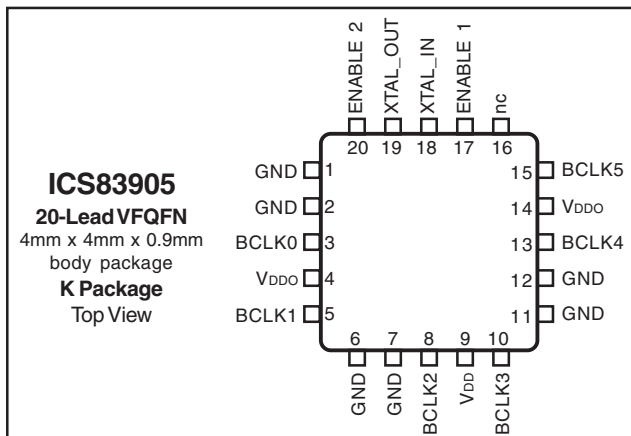 ICS83905
20-Lead VFQFN
4mm x 4mm x 0.9mm
body package
K Package
Top View
ENABLE 2
XTAL_OUT
XTAL_IN
ENABLE 1
nc
20 19 18 17 16
GND 1
GND 2
BCLK0 3
VDDO 4
BCLK1 5
15 BCLK5
14 VDDO
13 BCLK4
12 GND
11 GND
6 7 8 9 10
GND
GND
BCLK2
VDD
BCLK3